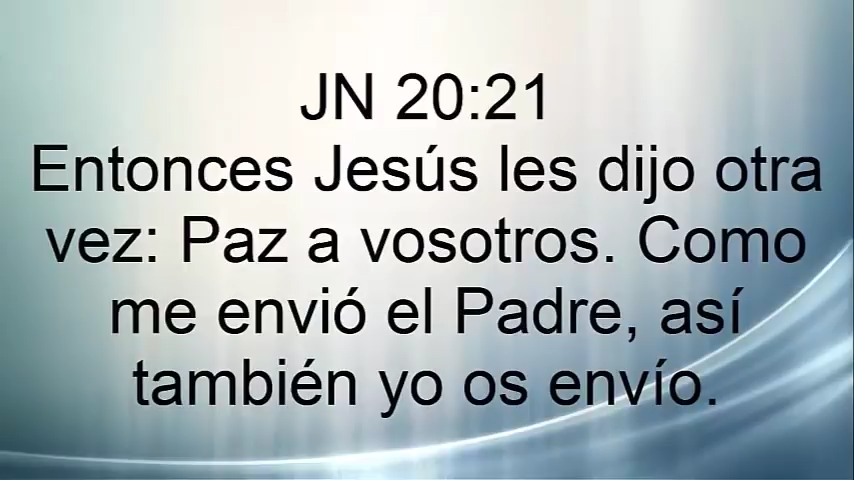 JN 20:21
Entonces Jesús les dijo otra
vez: Paz a vosotros. Como
me envió el Padre, así
también yo os envío.